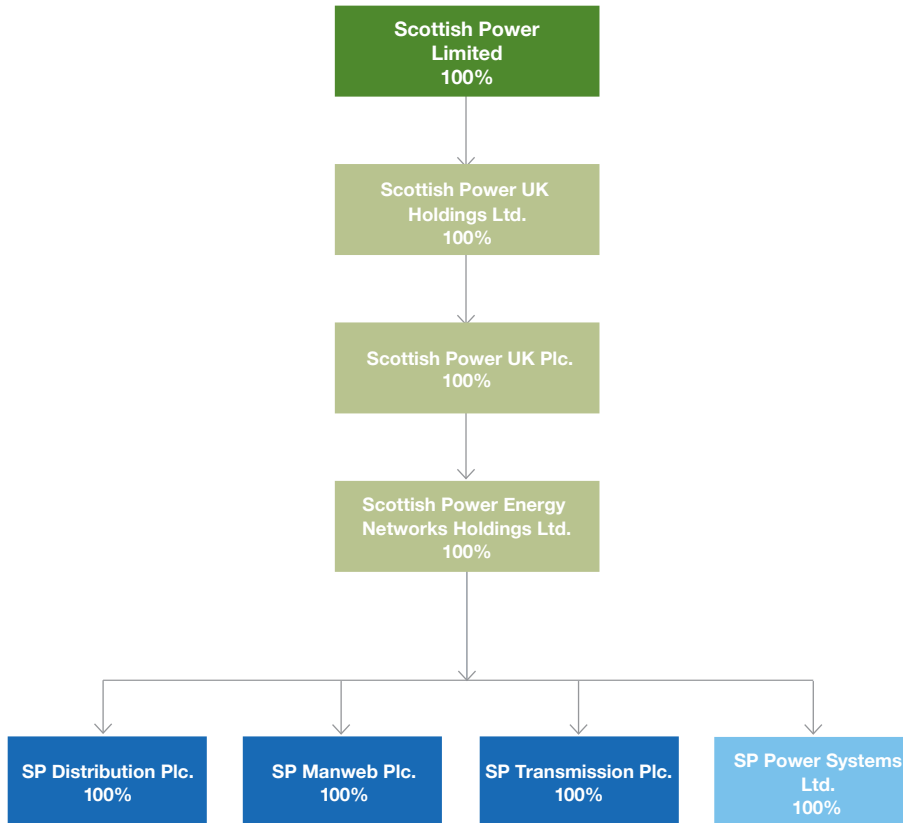 Scottish Power
Limited
100%
Scottish Power UK
Holdings Ltd.
100%
Scottish Power UK Plc.
100%
Scottish Power Energy
Networks Holdings Ltd.
100%
SP Distribution Plc.
100%
SP Manweb Plc.
100%
SP Transmission Plc.
100%
SP Power Systems
Ltd.
100%